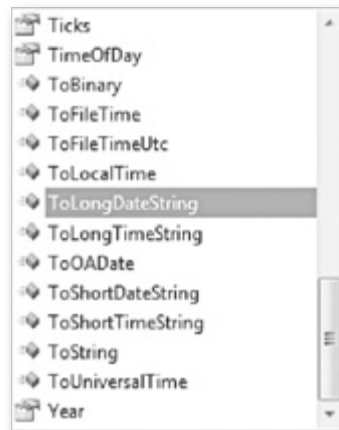 Ticks
TimeOfDay
ToBinary
ToFileTime
ToFileTimeUtc
ToLocalTime
ToLongDateString
ToLongTimeString
ToOADate
ToShortDateString
ToShortTimeString
ToString
ToUniversalTime
Year